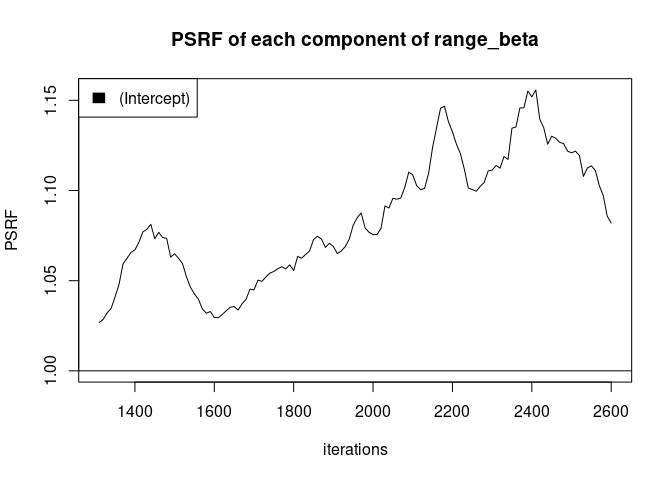 PSRF of each component of range_beta
(Intercept)
PSRF
1.15
1.10
1.05
1.00
1400 1600 1800 2000 2200 2400 2600
iterations